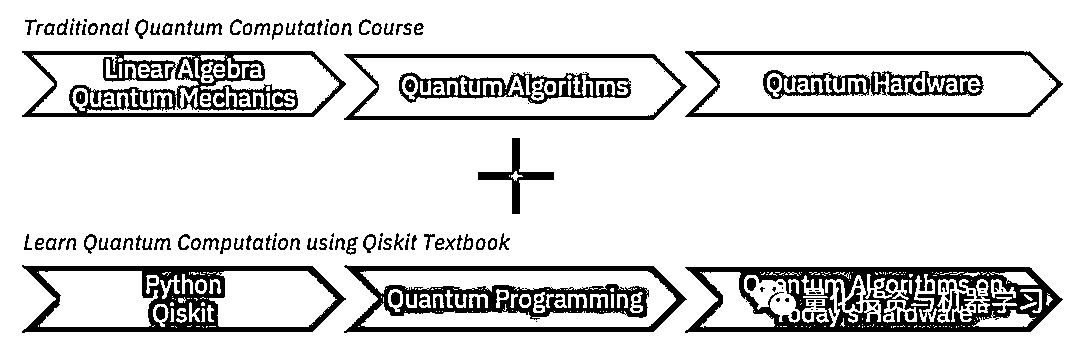 Traditional Quantum Computation Course
Linear Algebra
Quantum Mechanics
Quantum Algorithms
Quantum Hardware
Learn Quantum Computation using Qiskit Textbook
Python
Qiskit
Quantum Programming
Quantum Algorithms on
Today's Hardware
量化投资与机器学习